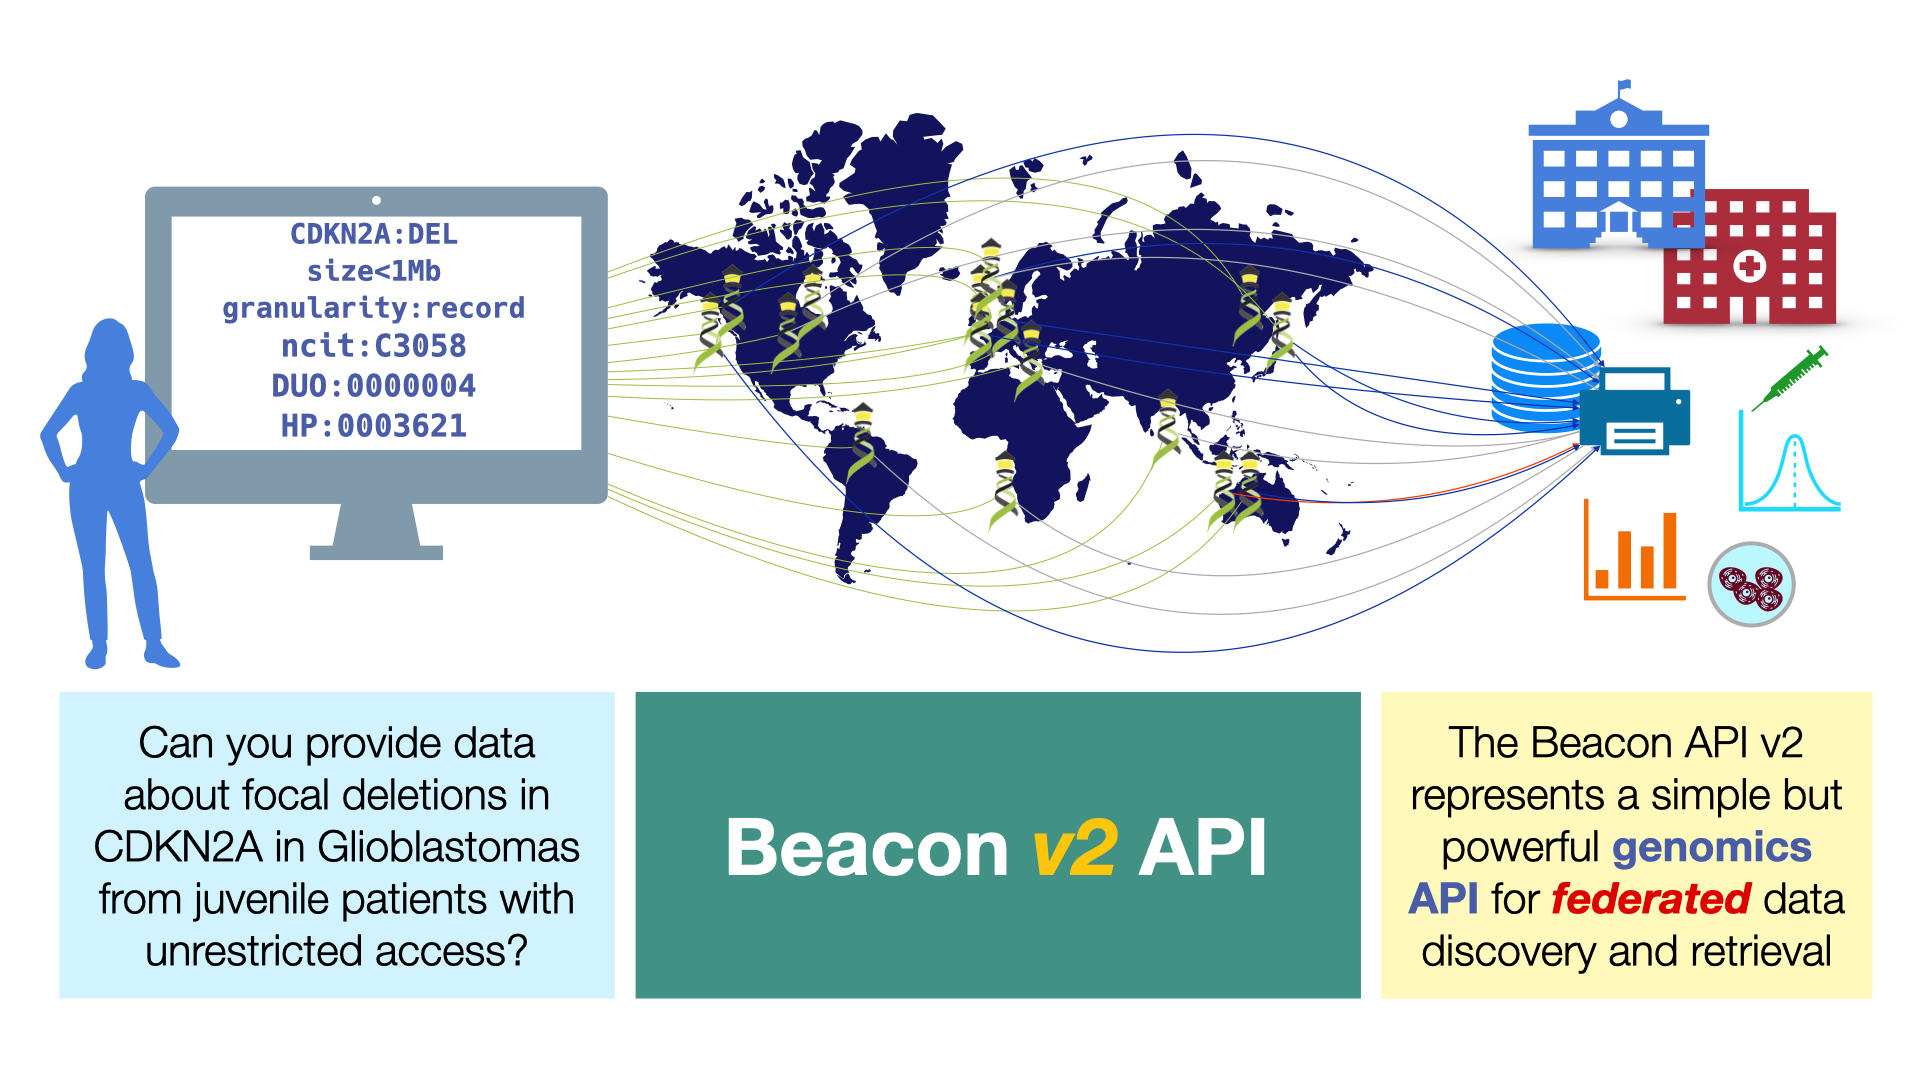 CDKN2A:DEL
size<1Mb
granularity:record
ncit:C3058
DUO:0000004
HP:0003621
Can you provide data
about focal deletions in
CDKN2A in Glioblastomas
from juvenile patients with
unrestricted access?
Beacon v2 API
The Beacon API v2
represents a simple but
powerful genomics
API for federated data
discovery and retrieval